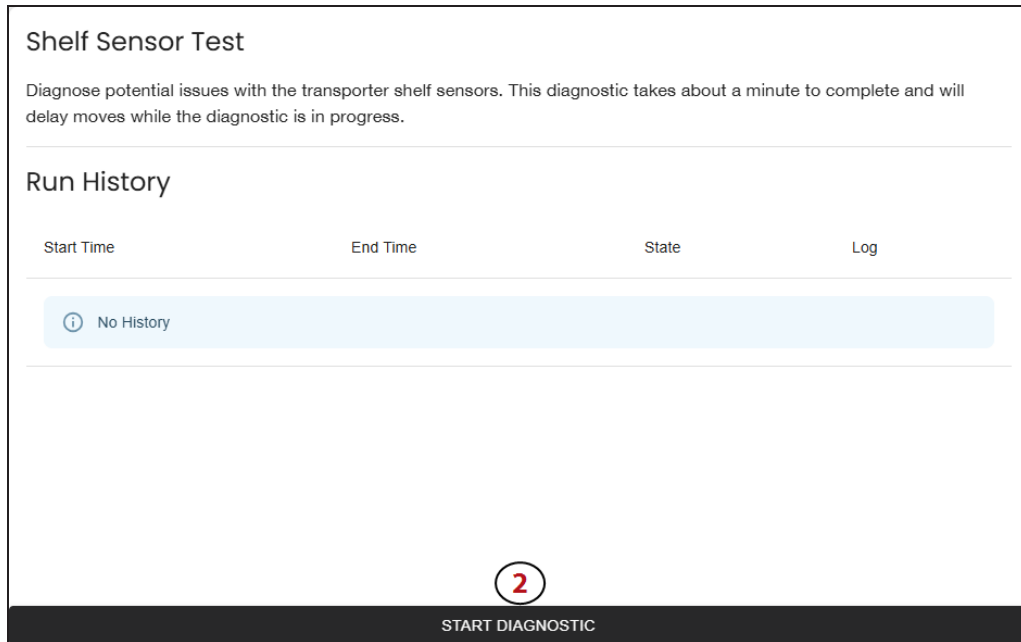 Shelf Sensor Test
Diagnose potential issues with the transporter shelf sensors. This diagnostic takes about a minute to complete and will
delay moves while the diagnostic is in progress.
Run History
Start Time End Time State Log
No History
2
START DIAGNOSTIC